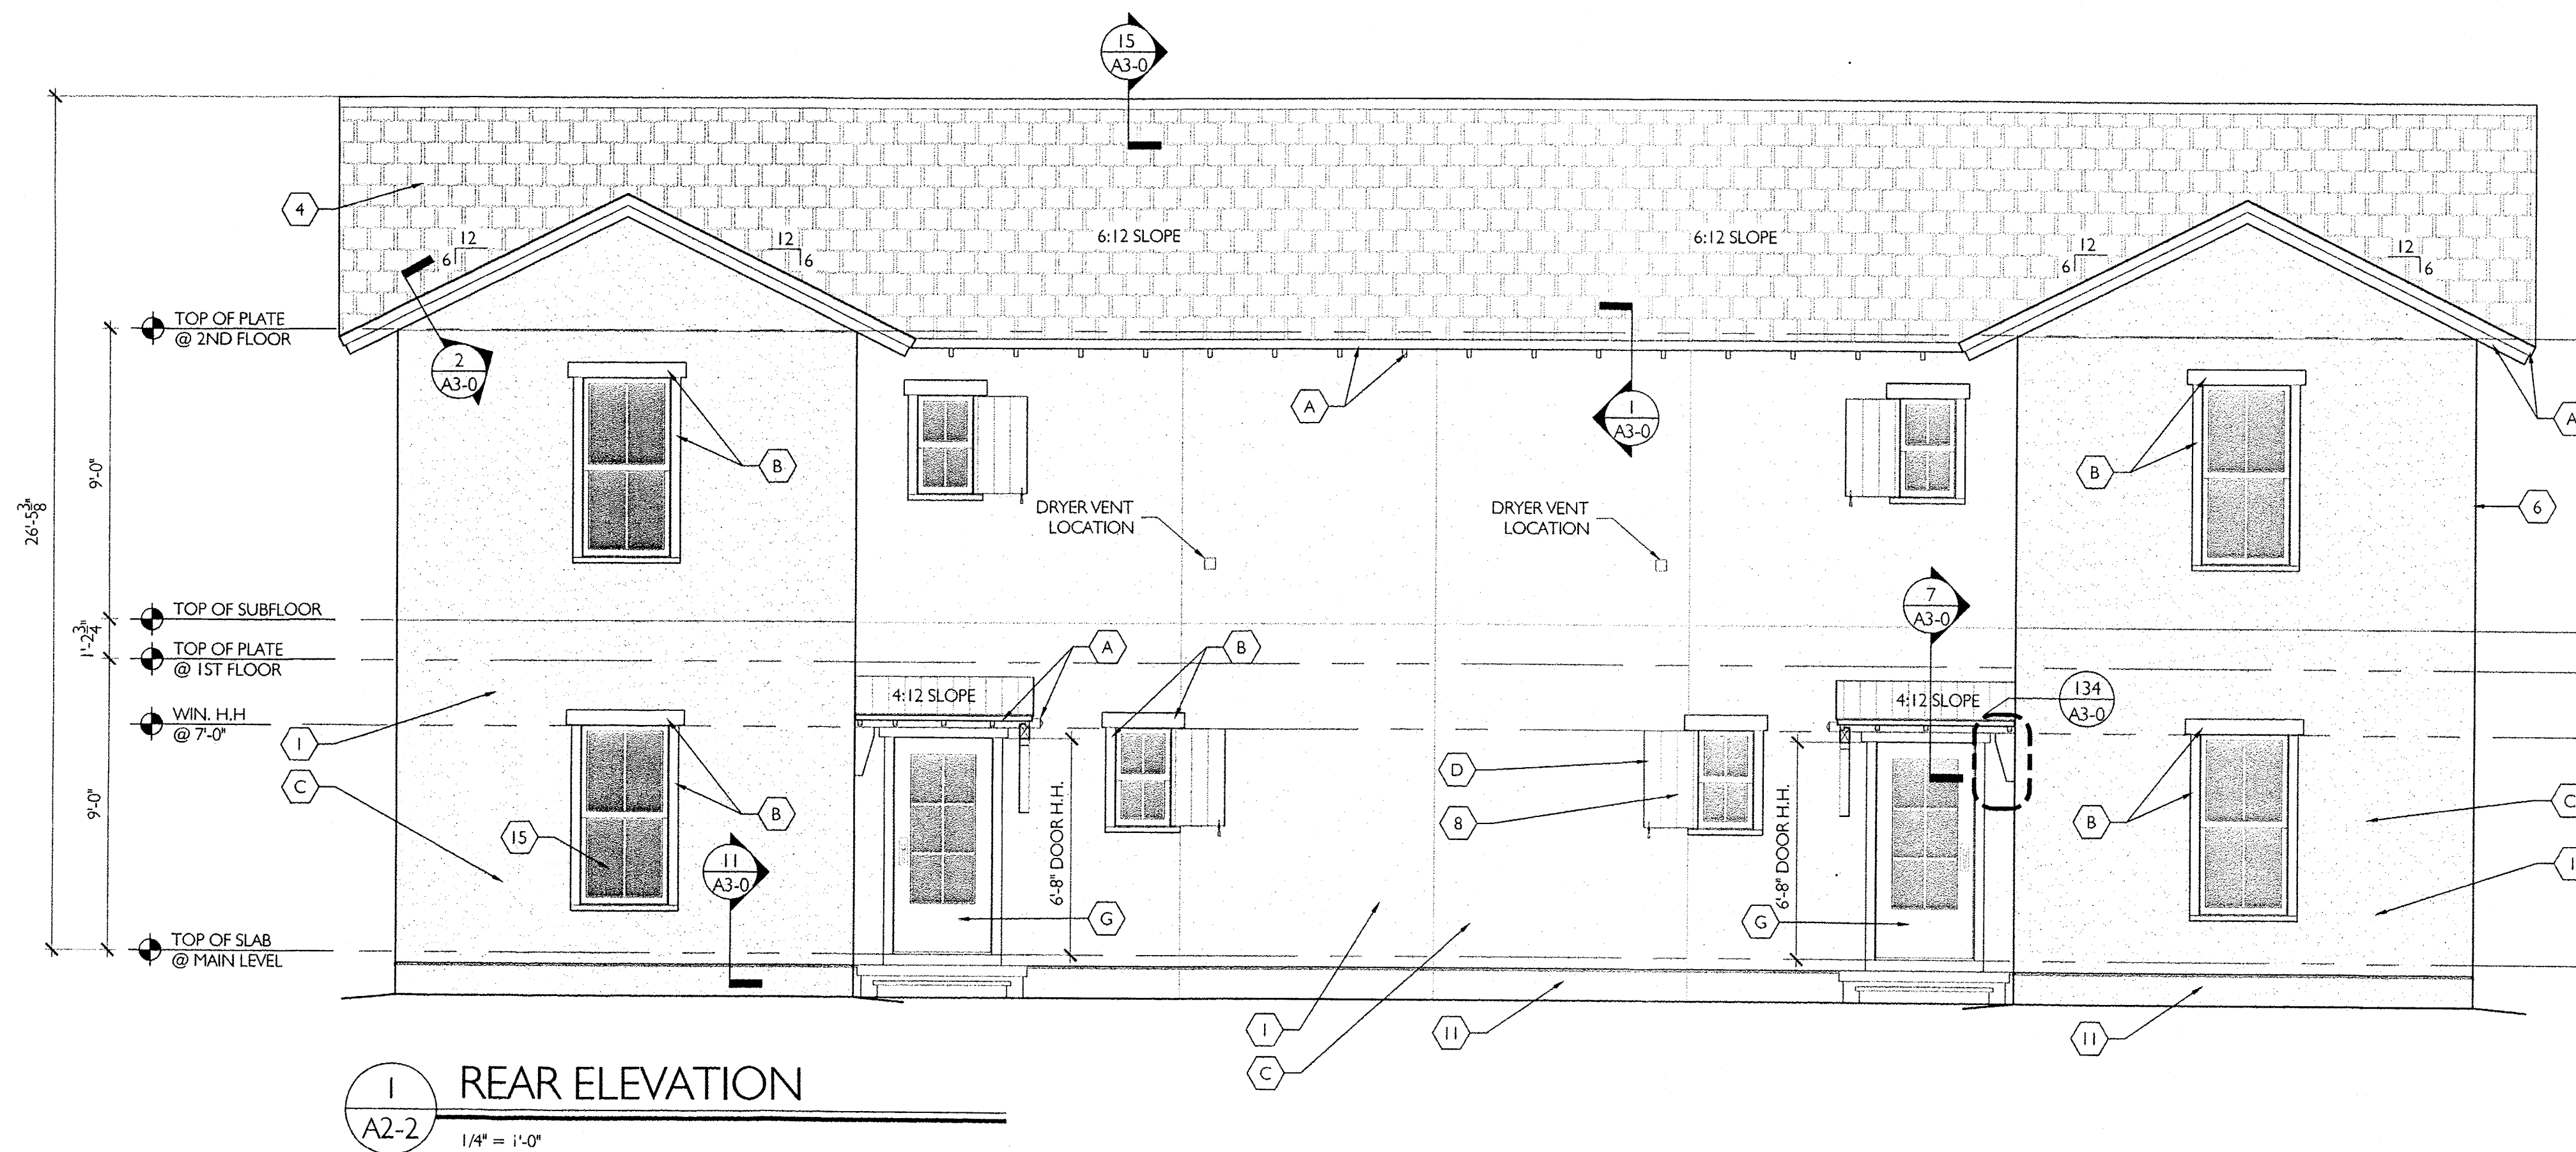 15
A3-0
4
12
6
12
6
6:12 SLOPE
6:12 SLOPE
12
6
12
6
TOP OF PLATE
@ 2ND FLOOR
2
A3-0
A
1
A3-0
A
B
B
6
9'-0"
26'-5 3/8"
DRYER VENT
LOCATION
DRYER VENT
LOCATION
7
A3-0
TOP OF SUBFLOOR
1'-2 3/4"
TOP OF PLATE
@ 1ST FLOOR
A
B
4:12 SLOPE
4:12 SLOPE
134
A3-0
WIN. H.H
@ 7'-0"
1
C
D
8
B
15
B
C
1
9'-0"
11
A3-0
6'-8" DOOR H.H.
6'-8" DOOR H.H.
G
G
TOP OF SLAB
@ MAIN LEVEL
1
11
11
C
1
A2-2
REAR ELEVATION
1/4" = 1'-0"